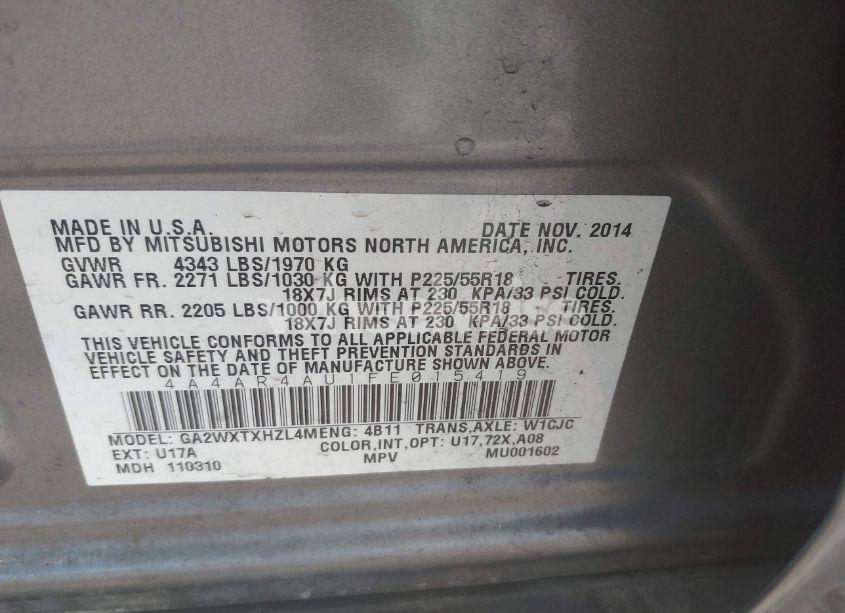 MADE IN U.S.A. DATE NOV. 2014
MFD BY MITSUBISHI MOTORS NORTH AMERICA, INC.
GVWR 4343 LBS/1970 KG
GAWR FR. 2271 LBS/1030 KG WITH P225/55R18 TIRES.
18X7J RIMS AT 230 KPA/33 PSI COLD.
GAWR RR. 2205 LBS/1000 KG WITH P225/55R18 TIRES.
18X7J RIMS AT 230 KPA/33 PSI COLD.
THIS VEHICLE CONFORMS TO ALL APPLICABLE FEDERAL MOTOR
VEHICLE SAFETY AND THEFT PREVENTION STANDARDS IN
EFFECT ON THE DATE OF MANUFACTURE SHOWN ABOVE.
4A4AR4AU1FE015419
MODEL: GA2WXTXHZL4MENG: 4B11 TRANS,AXLE: W1CJC
EXT: U17A COLOR,INT,OPT: U17,72X,A08
MDH 110310 MPV MU001602